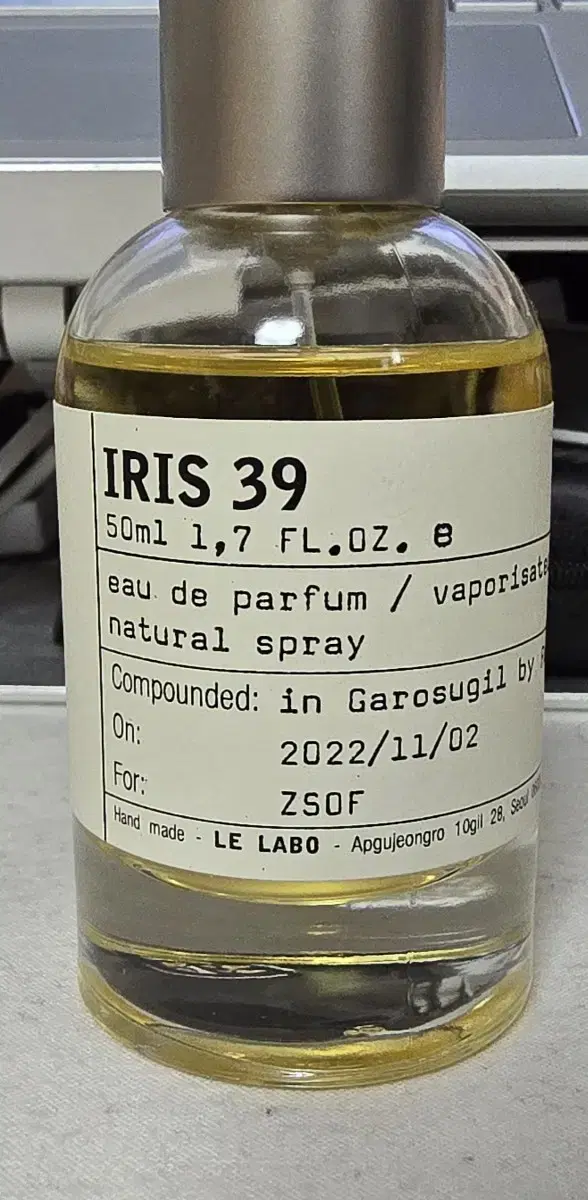 IRIS 39
50ml 1,7 FL.OZ. e
eau de parfum /
natural spray
Compounded: in Garosugil by
On: 2022/11/02
For: ZSOF
Hand made - LE LABO - Apgujeongro 10gil 28, Seoul